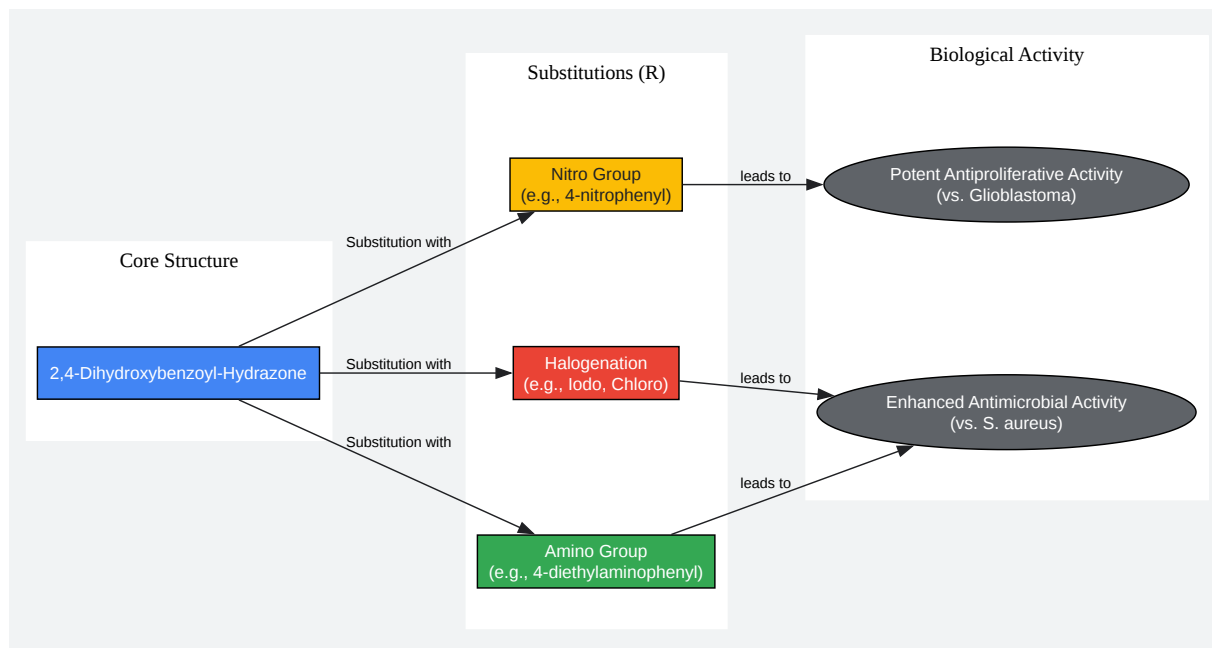 Core Structure
2,4-Dihydroxybenzoyl-Hydrazone
Substitution with
Substitution with
Substitution with
Substitutions (R)
Nitro Group
(e.g., 4-nitrophenyl)
Halogenation
(e.g., Iodo, Chloro)
Amino Group
(e.g., 4-diethylaminophenyl)
leads to
leads to
leads to
Biological Activity
Potent Antiproliferative Activity
(vs. Glioblastoma)
Enhanced Antimicrobial Activity
(vs. S. aureus)